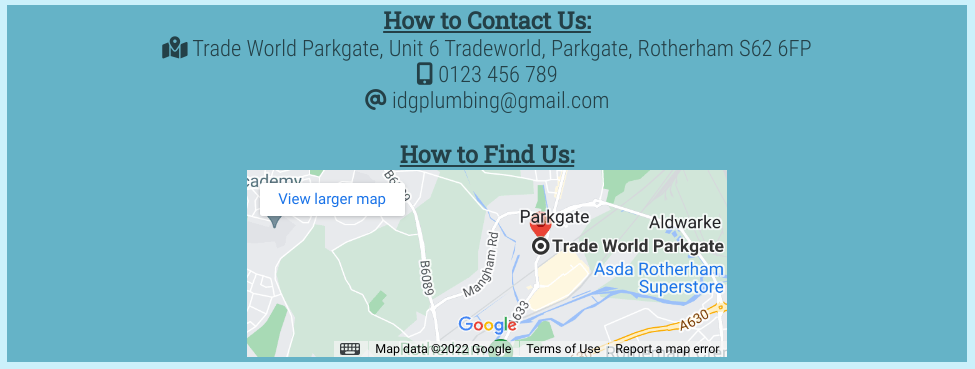 How to Contact Us:
Trade World Parkgate, Unit 6 Tradeworld, Parkgate, Rotherham S62 6FP
0123 456 789
@ idgplumbing@gmail.com
How to Find Us:
cademy
View larger map
Parkgate
Aldwarke
Trade World Parkgate
Asda Rotherham
Superstore
B6089
Mangham Rd
A630
Google
Map data ©2022 Google
Terms of Use
Report a map error